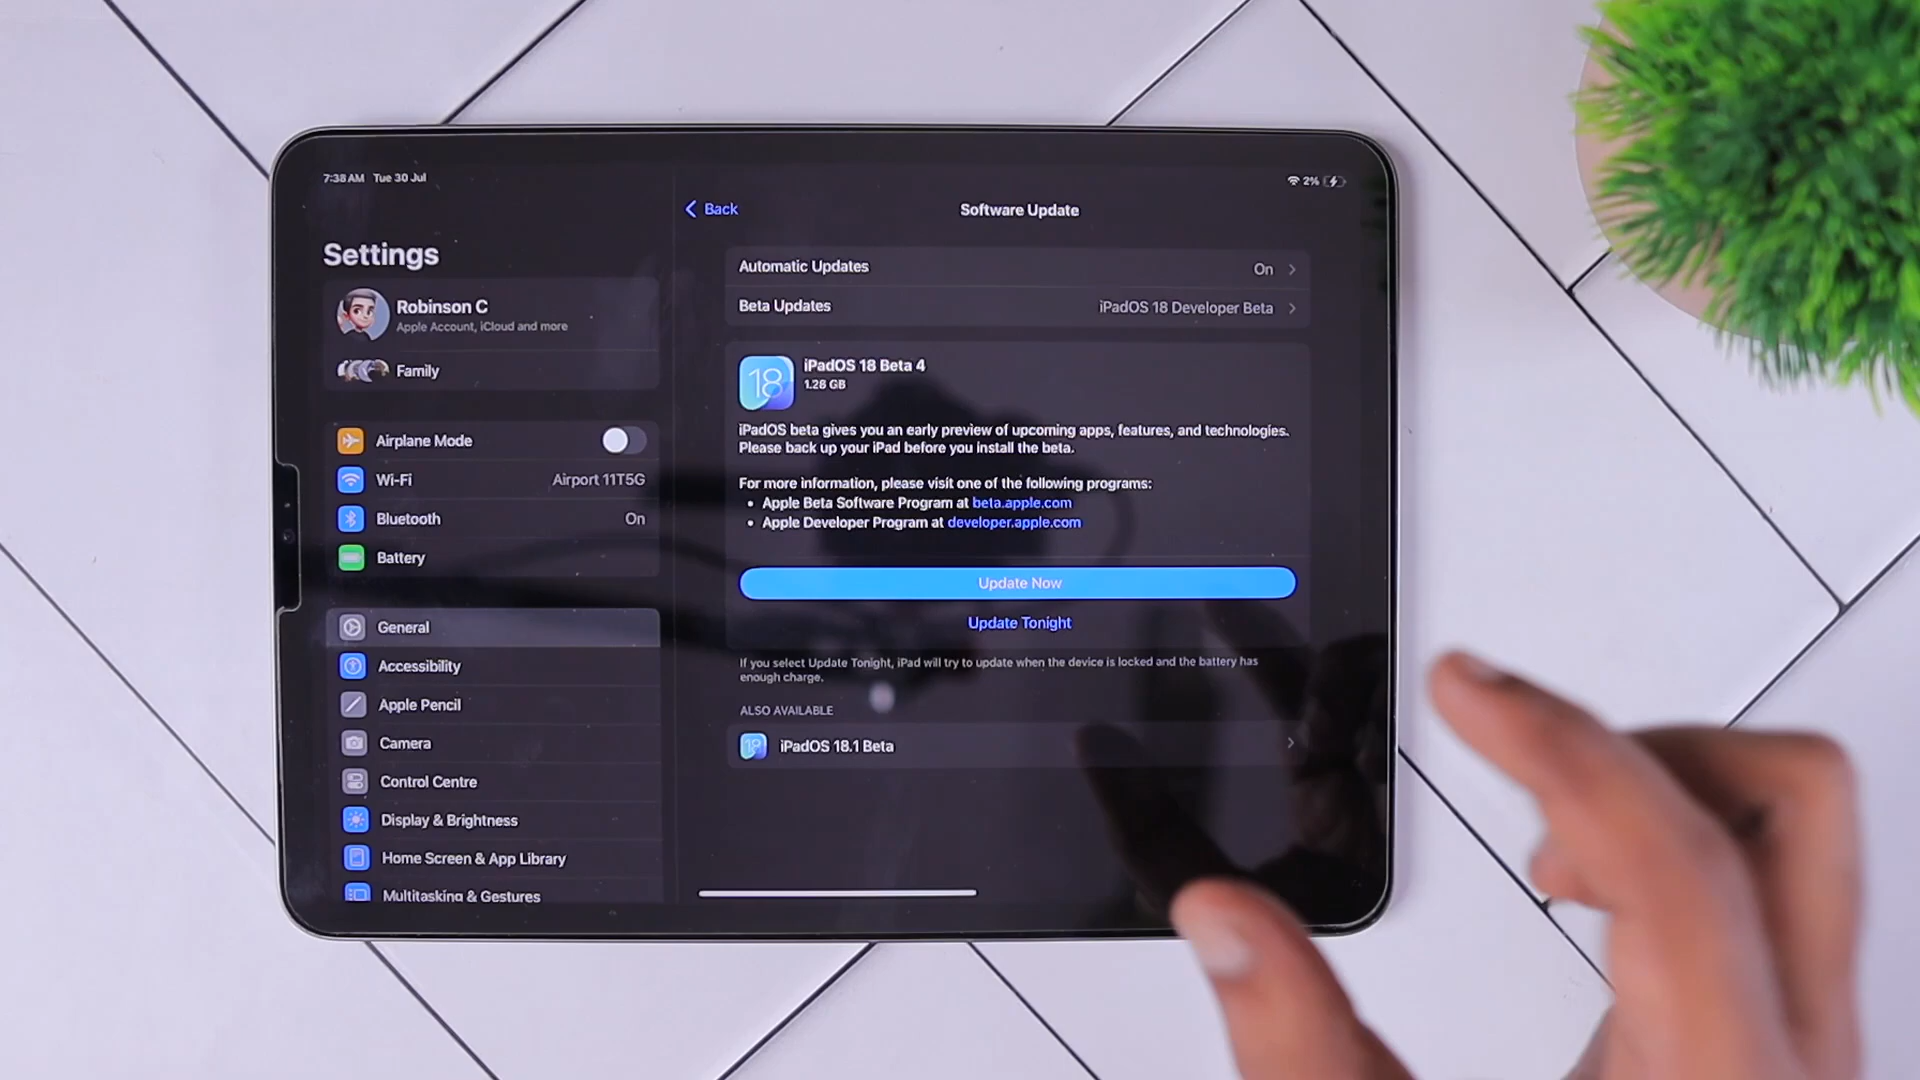 7:38 AM Tue 30 Jul
2%
Settings
Robinson C
Apple Account, iCloud and more
Family
Airplane Mode
Wi-Fi Airport 11T5G
Bluetooth On
Battery
General
Accessibility
Apple Pencil
Camera
Control Centre
Display & Brightness
Home Screen & App Library
Multitasking & Gestures
Back
Software Update
Automatic Updates On
Beta Updates iPadOS 18 Developer Beta
18
iPadOS 18 Beta 4
1.28 GB
iPadOS beta gives you an early preview of upcoming apps, features, and technologies.
Please back up your iPad before you install the beta.
For more information, please visit one of the following programs:
• Apple Beta Software Program at beta.apple.com
• Apple Developer Program at developer.apple.com
Update Now
Update Tonight
If you select Update Tonight, iPad will try to update when the device is locked and the battery has
enough charge.
ALSO AVAILABLE
18
iPadOS 18.1 Beta